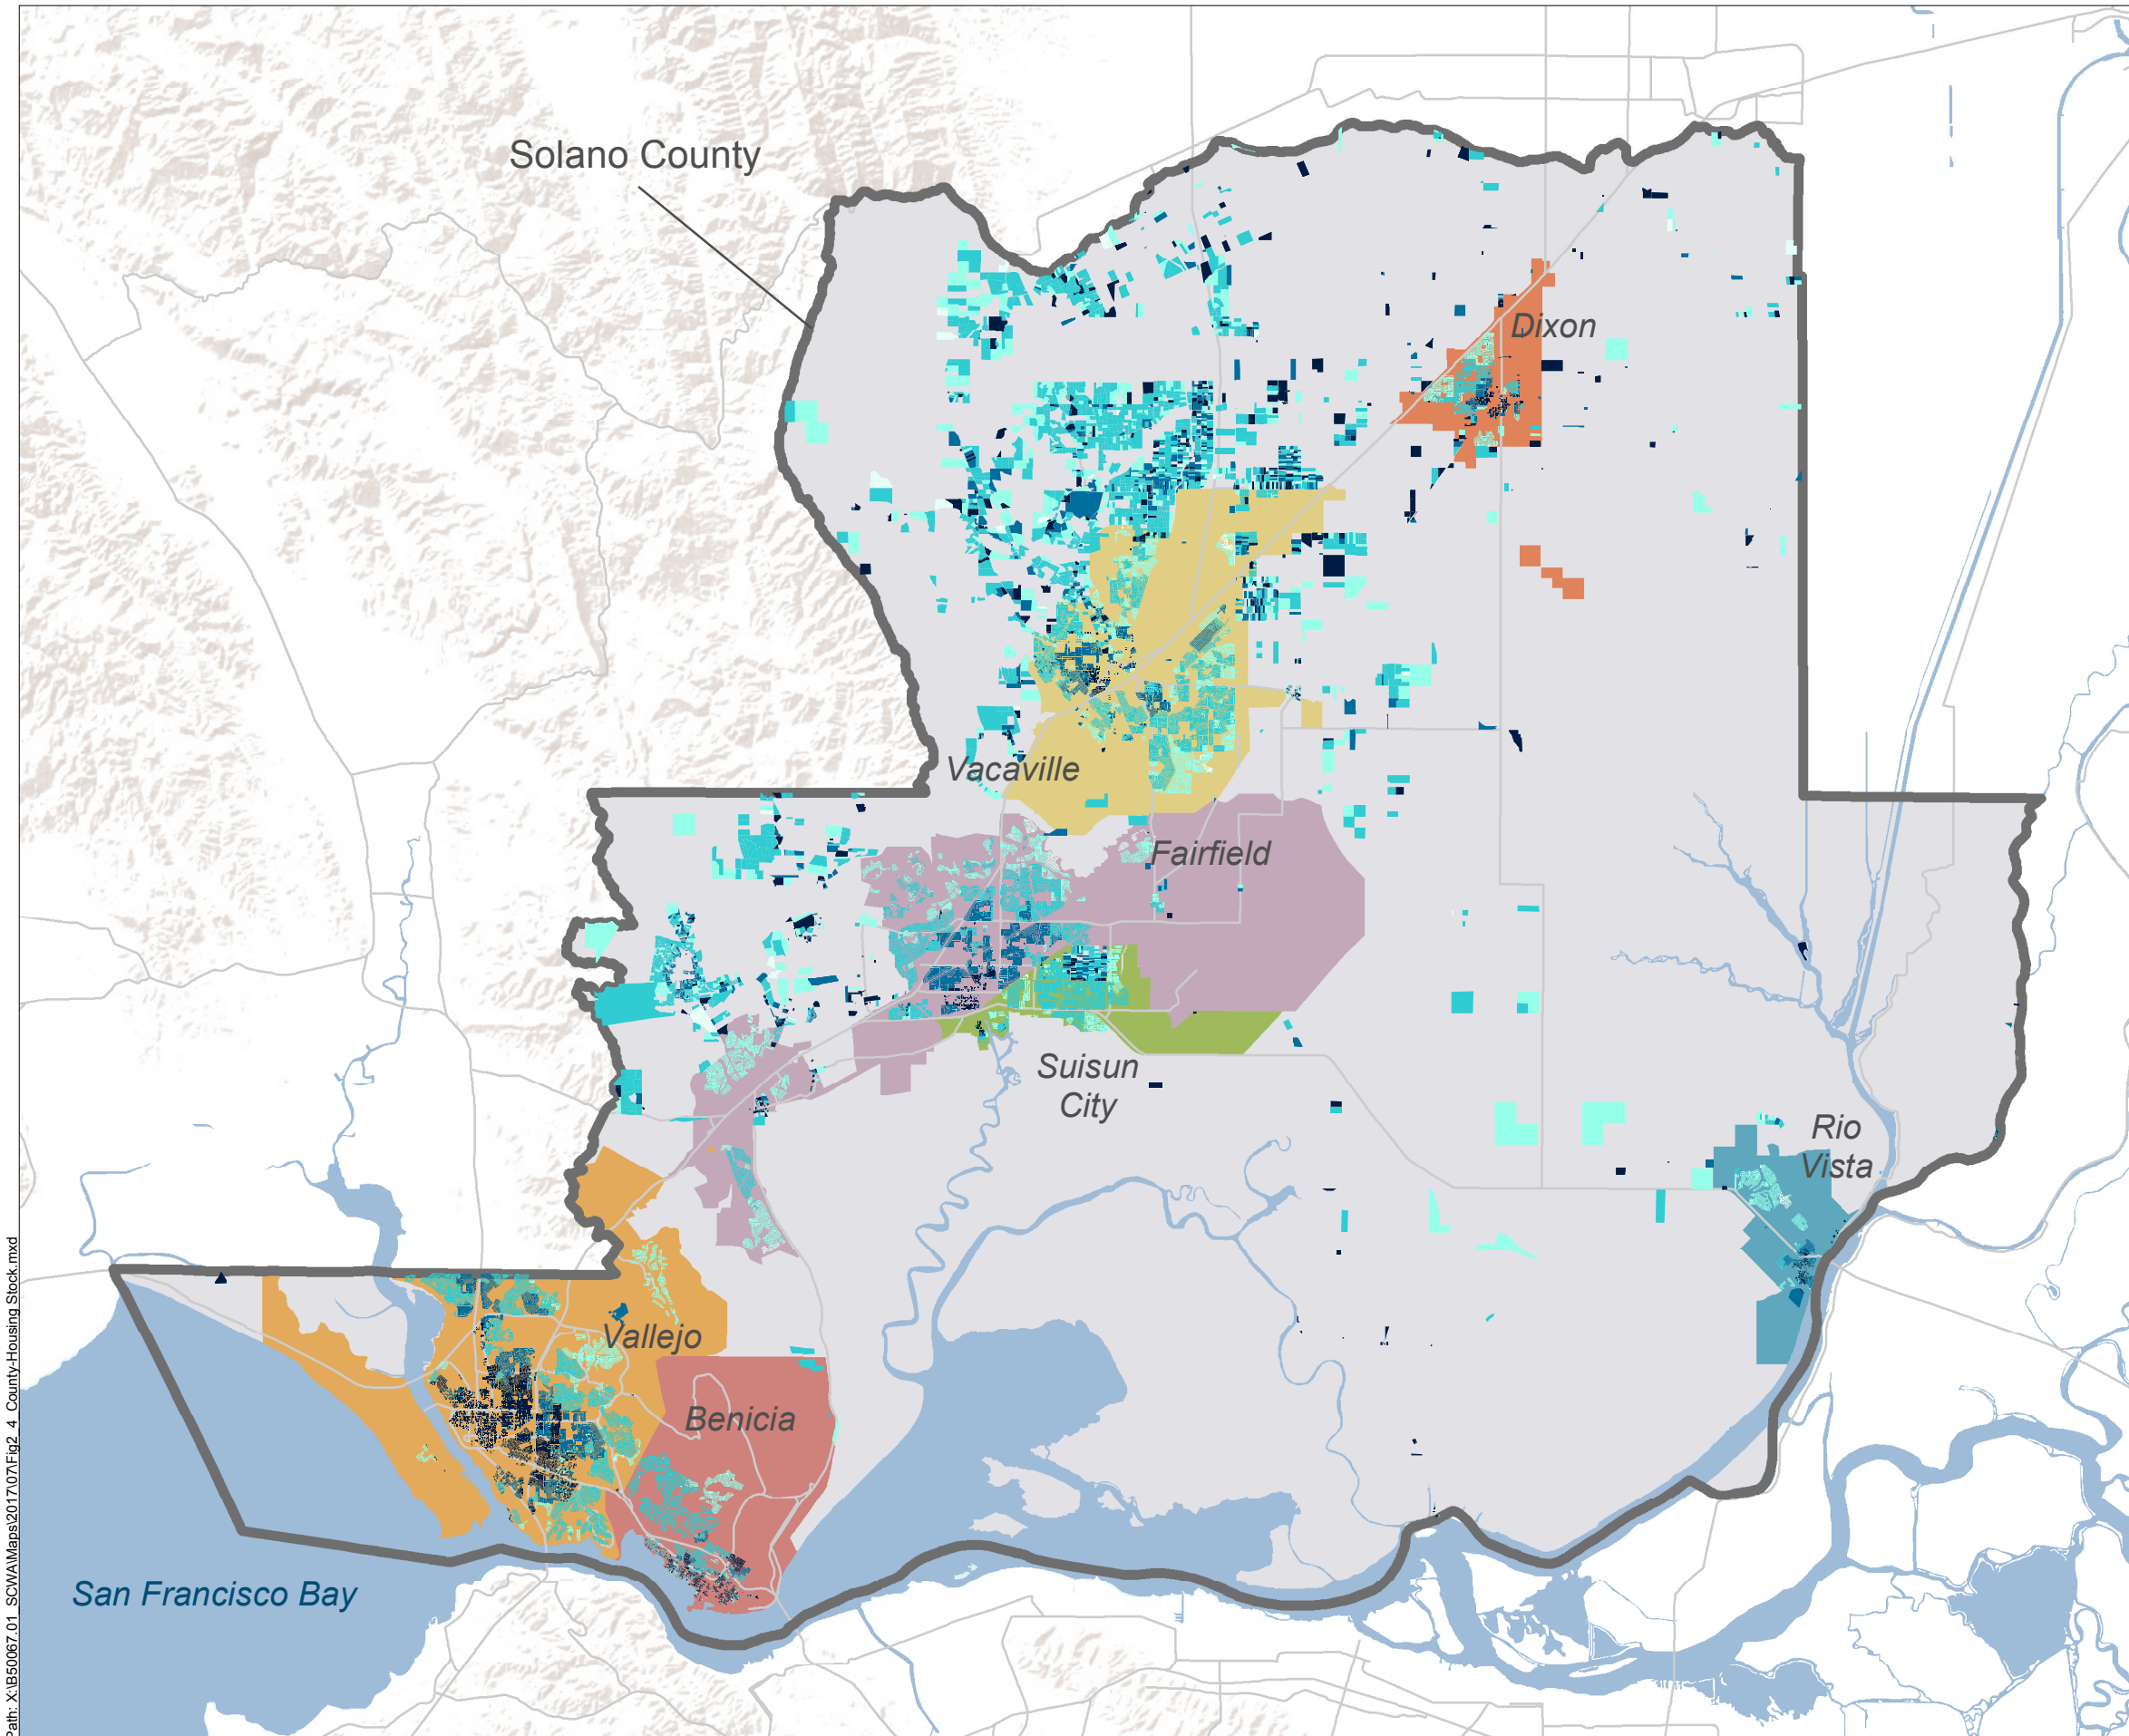 Solano County
Dixon
Vacaville
Fairfield
Suisun
City
Rio
Vista
Vallejo
Benicia
San Francisco Bay
Path: X:\B50067.01_SCWA\Maps\2017\07\Fig2_4_County-Housing Stock.mxd